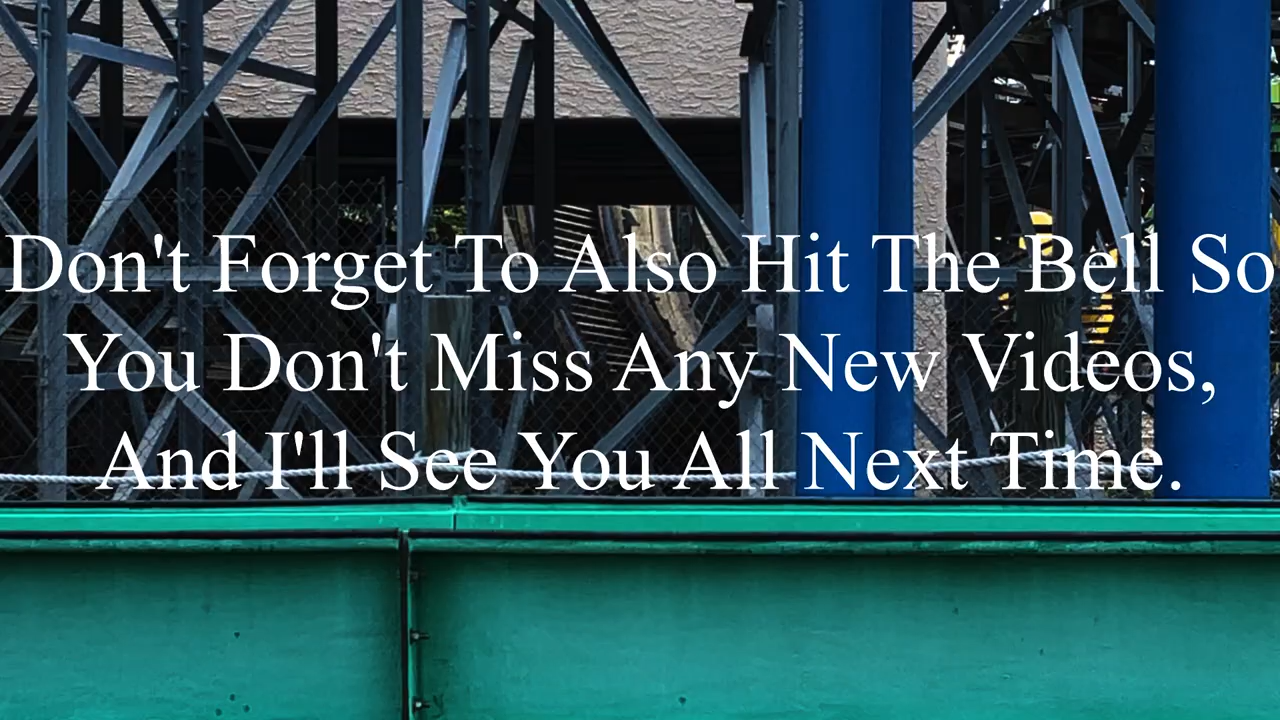 Don't Forget To Also Hit The Bell So
You Don't Miss Any New Videos,
And I'll See You All Next Time.